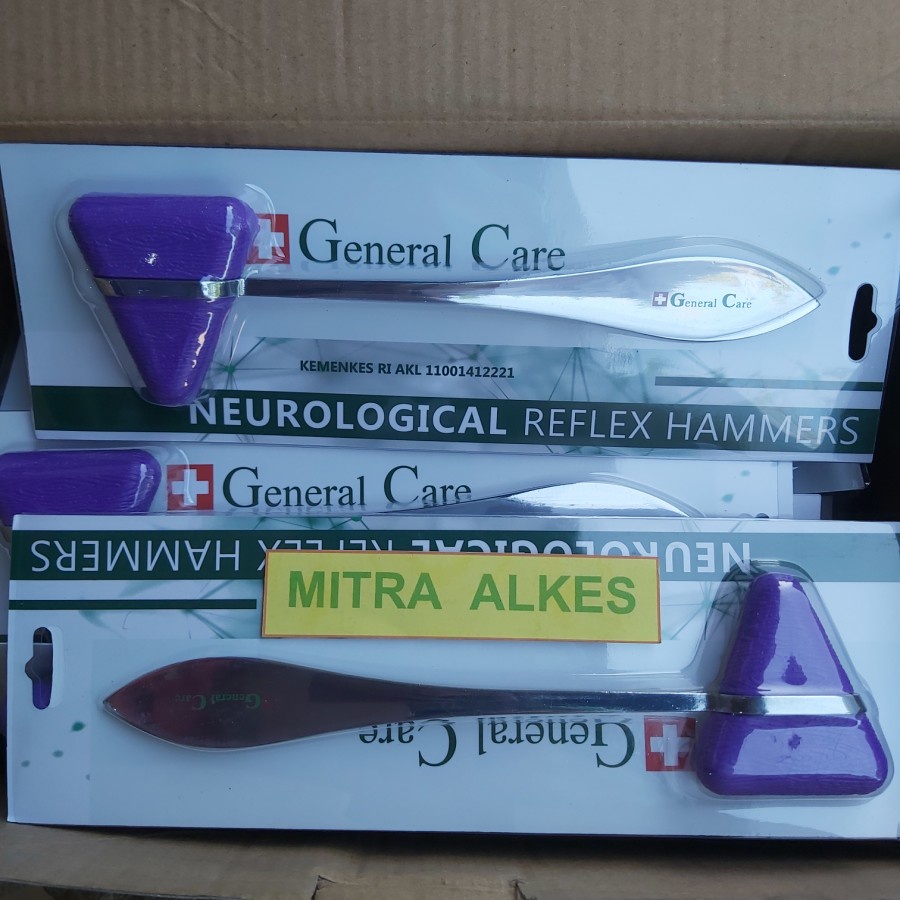 General Care
General Care
KEMENKES RI AKL 11001412221
NEUROLOGICAL REFLEX HAMMERS
General Care
NEUROLOGICAL REFLEX HAMMERS
MITRA ALKES
General Care
General Care